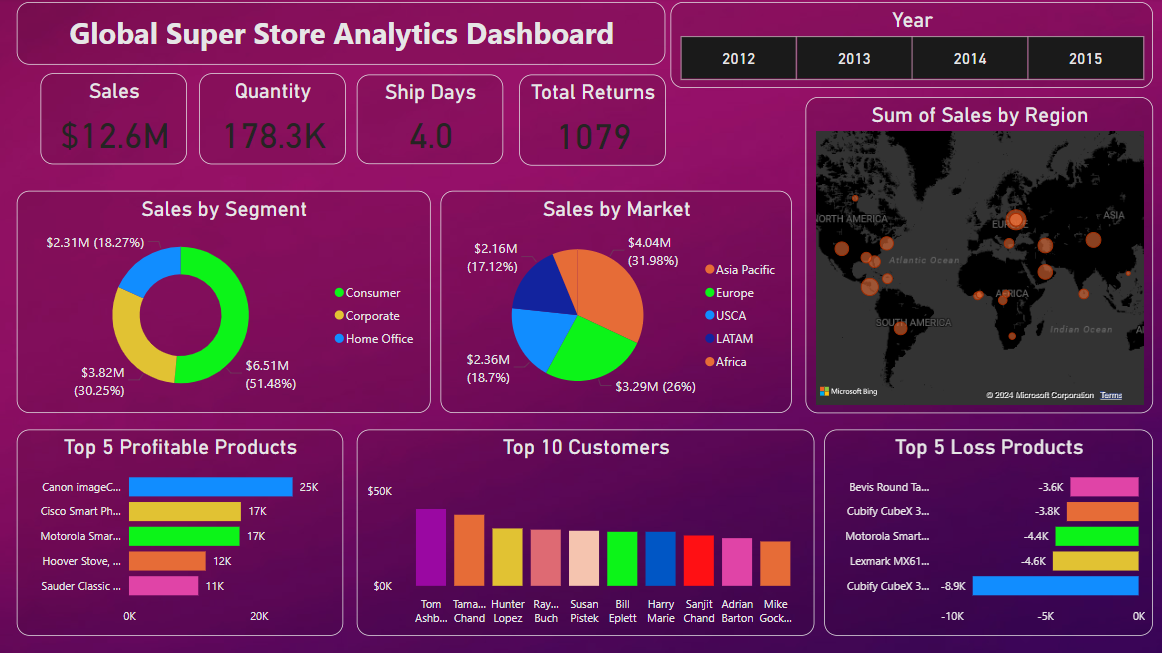 Global Super Store Analytics Dashboard
Year
2012 2013 2014 2015
Sales
$12.6M
Quantity
178.3K
Ship Days
4.0
Total Returns
1079
Sum of Sales by Region
NORTH AMERICA
EUROPE
ASIA
Atlantic Ocean
AFRICA
SOUTH AMERICA
Indian Ocean
Microsoft Bing
© 2024 Microsoft Corporation Terms
Sales by Segment
$2.31M (18.27%)
$3.82M
(30.25%)
$6.51M
(51.48%)
Consumer
Corporate
Home Office
Sales by Market
$2.16M
(17.12%)
$4.04M
(31.98%)
$2.36M
(18.7%)
$3.29M (26%)
Asia Pacific
Europe
USCA
LATAM
Africa
Top 5 Profitable Products
Canon imageC... 25K
Cisco Smart Ph... 17K
Motorola Smar... 17K
Hoover Stove, ... 12K
Sauder Classic ... 11K
0K 20K
Top 10 Customers
$50K
$0K
Tom Ashb...
Tama... Chand
Hunter Lopez
Ray... Buch
Susan Pistek
Bill Eplett
Harry Marie
Sanjit Chand
Adrian Barton
Mike Gock...
Top 5 Loss Products
Bevis Round Ta... -3.6K
Cubify CubeX 3... -3.8K
Motorola Smart... -4.4K
Lexmark MX61... -4.6K
Cubify CubeX 3... -8.9K
-10K -5K 0K